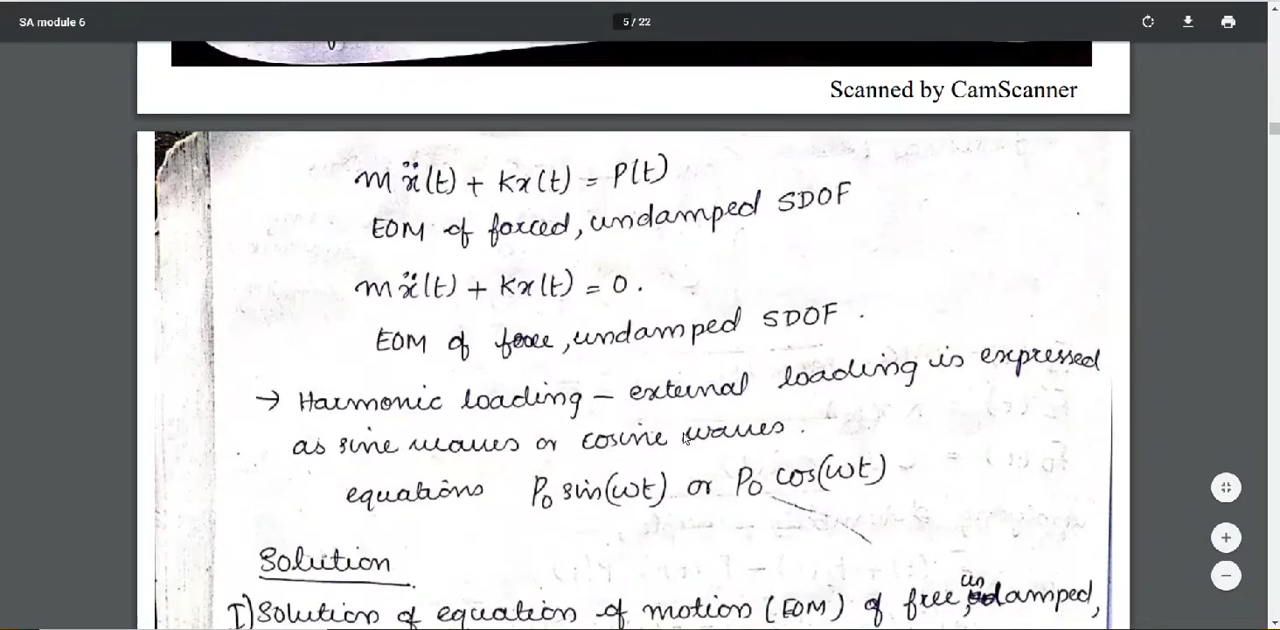 SA module 6
5 / 22
Scanned by CamScanner
mẍ(t) + Kx(t) = P(t)
EOM of forced, undamped SDOF
mẍ(t) + Kx(t) = 0.
EOM of free, undamped SDOF.
→ Harmonic loading – external loading is expressed
as sine waves or cosine waves.
equations P₀ sin(ωt) or P₀ cos(ωt)
Solution
I) Solution of equation of motion (EOM) of free, undamped,